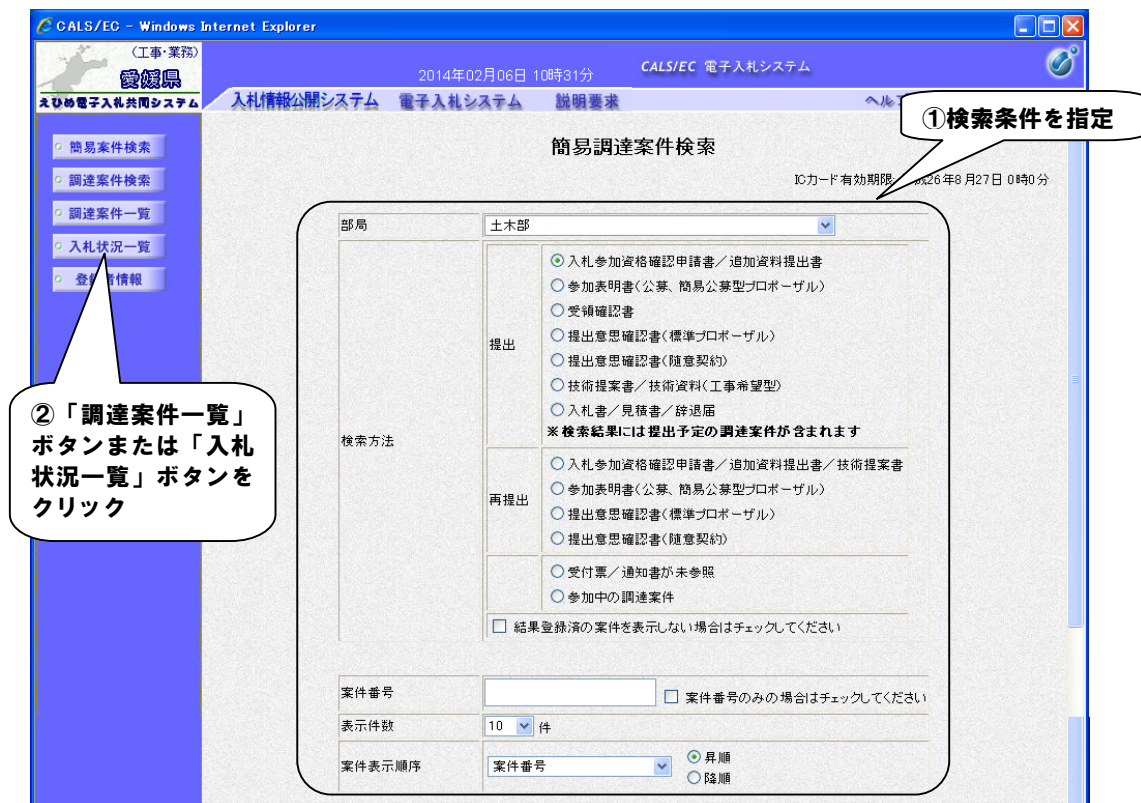 CALS/EC - Windows Internet Explorer
(工事・業務)
愛媛県
えひめ電子入札共同システム
2014年02月06日 10時31分
CALS/EC 電子入札システム
入札情報公開システム 電子入札システム 説明要求
①検索条件を指定
簡易案件検索
調達案件検索
調達案件一覧
入札状況一覧
簡易調達案件検索
26年8月27日 0時0分
ICカード有効期限
部局 土木部
検索方法
提出
入札参加資格確認申請書/追加資料提出書
参加表明書(公募、簡易公募型プロポーザル)
受領確認書
提出意思確認書(標準プロポーザル)
提出意思確認書(随意契約)
技術提案書/技術資料(工事希望型)
入札書/見積書/辞退届
※検索結果には提出予定の調達案件が含まれます
再提出
入札参加資格確認申請書/追加資料提出書/技術提案書
参加表明書(公募、簡易公募型プロポーザル)
提出意思確認書(標準プロポーザル)
提出意思確認書(随意契約)
受付票/通知書が未参照
参加中の調達案件
結果登録済の案件を表示しない場合はチェックしてください
②「調達案件一覧」
ボタンまたは「入札
状況一覧」ボタンを
クリック
案件番号 案件番号のみの場合はチェックしてください
表示件数 10 件
案件表示順序 案件番号
昇順
降順